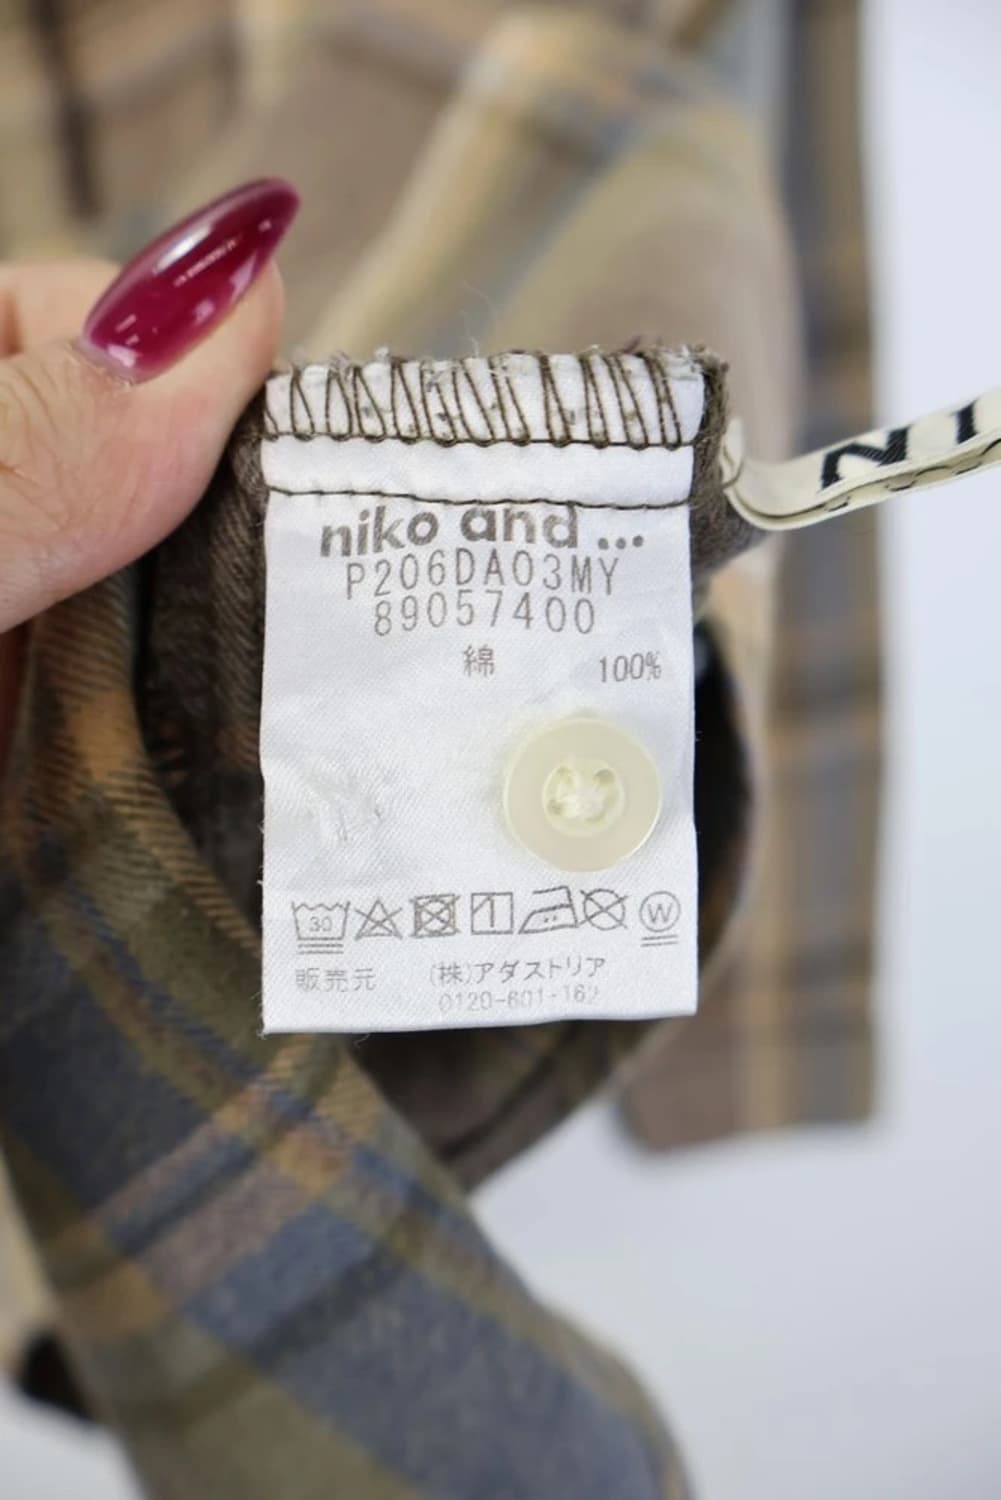 niko and ...
P206DA03MY
89057400
綿 100%
30
W
販売元 (株)アダストリア
0120-601-162
NI